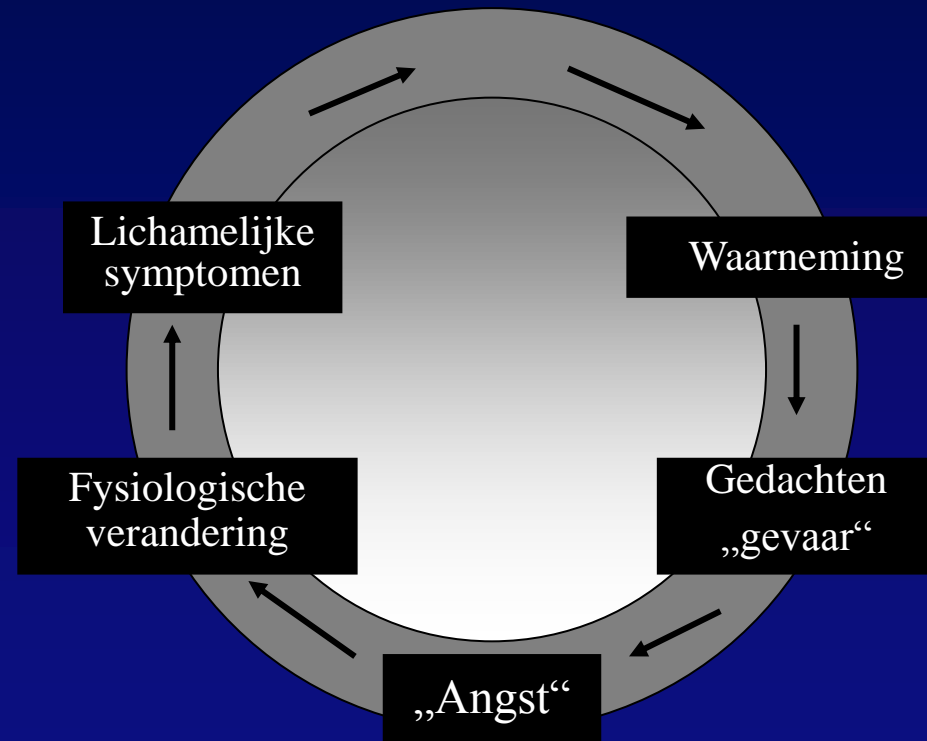 Lichamelijke
symptomen
Waarneming
Fysiologische
verandering
Gedachten
„gevaar“
„Angst“